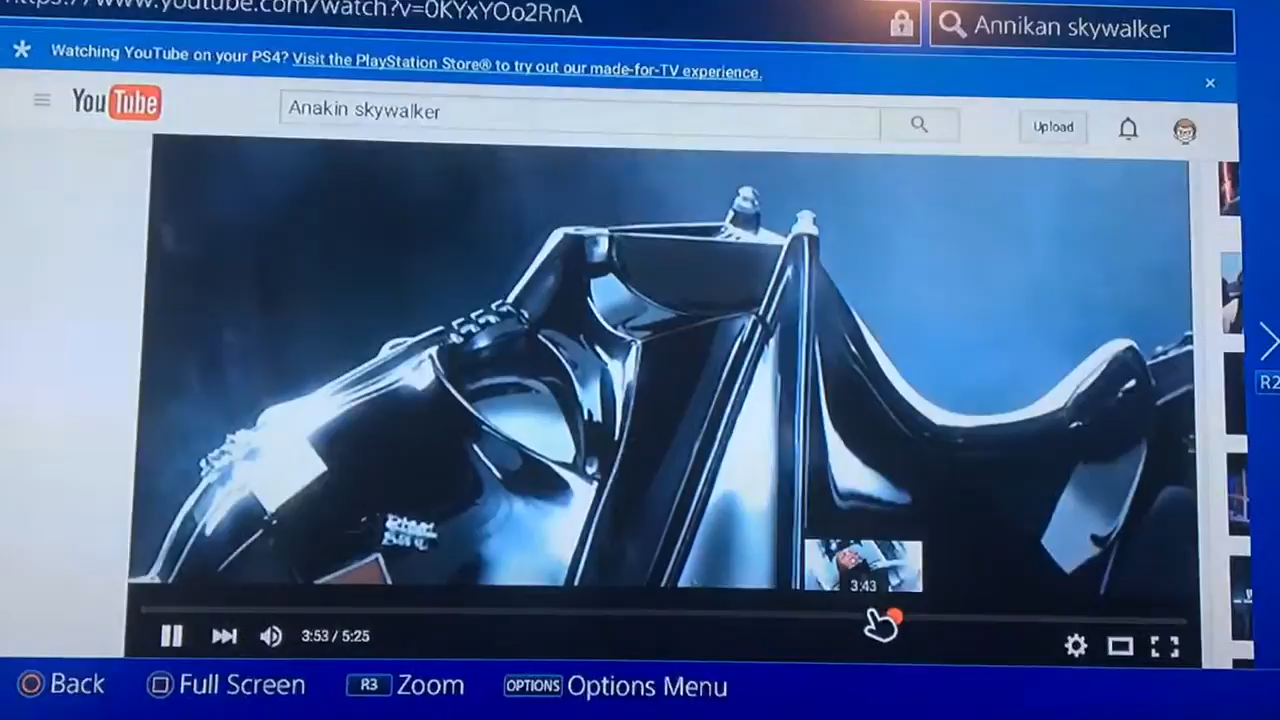 https://www.youtube.com/watch?v=0KYxYOo2RnA
Annikan skywalker
Watching YouTube on your PS4? Visit the PlayStation Store® to try out our made-for-TV experience.
YouTube
Anakin skywalker
Upload
3:43
3:53 / 5:25
R2
Back
Full Screen
R3 Zoom
OPTIONS Options Menu